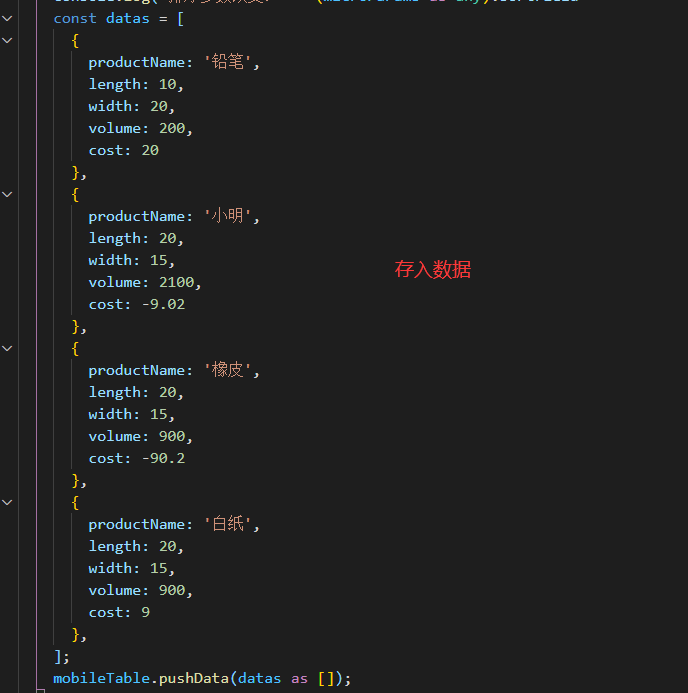 const datas = [
{
productName: '铅笔',
length: 10,
width: 20,
volume: 200,
cost: 20
},
{
productName: '小明',
length: 20,
width: 15,
volume: 2100,
cost: -9.02
},
存入数据
{
productName: '橡皮',
length: 20,
width: 15,
volume: 900,
cost: -90.2
},
{
productName: '白纸',
length: 20,
width: 15,
volume: 900,
cost: 9
},
];
mobileTable.pushData(datas as []);